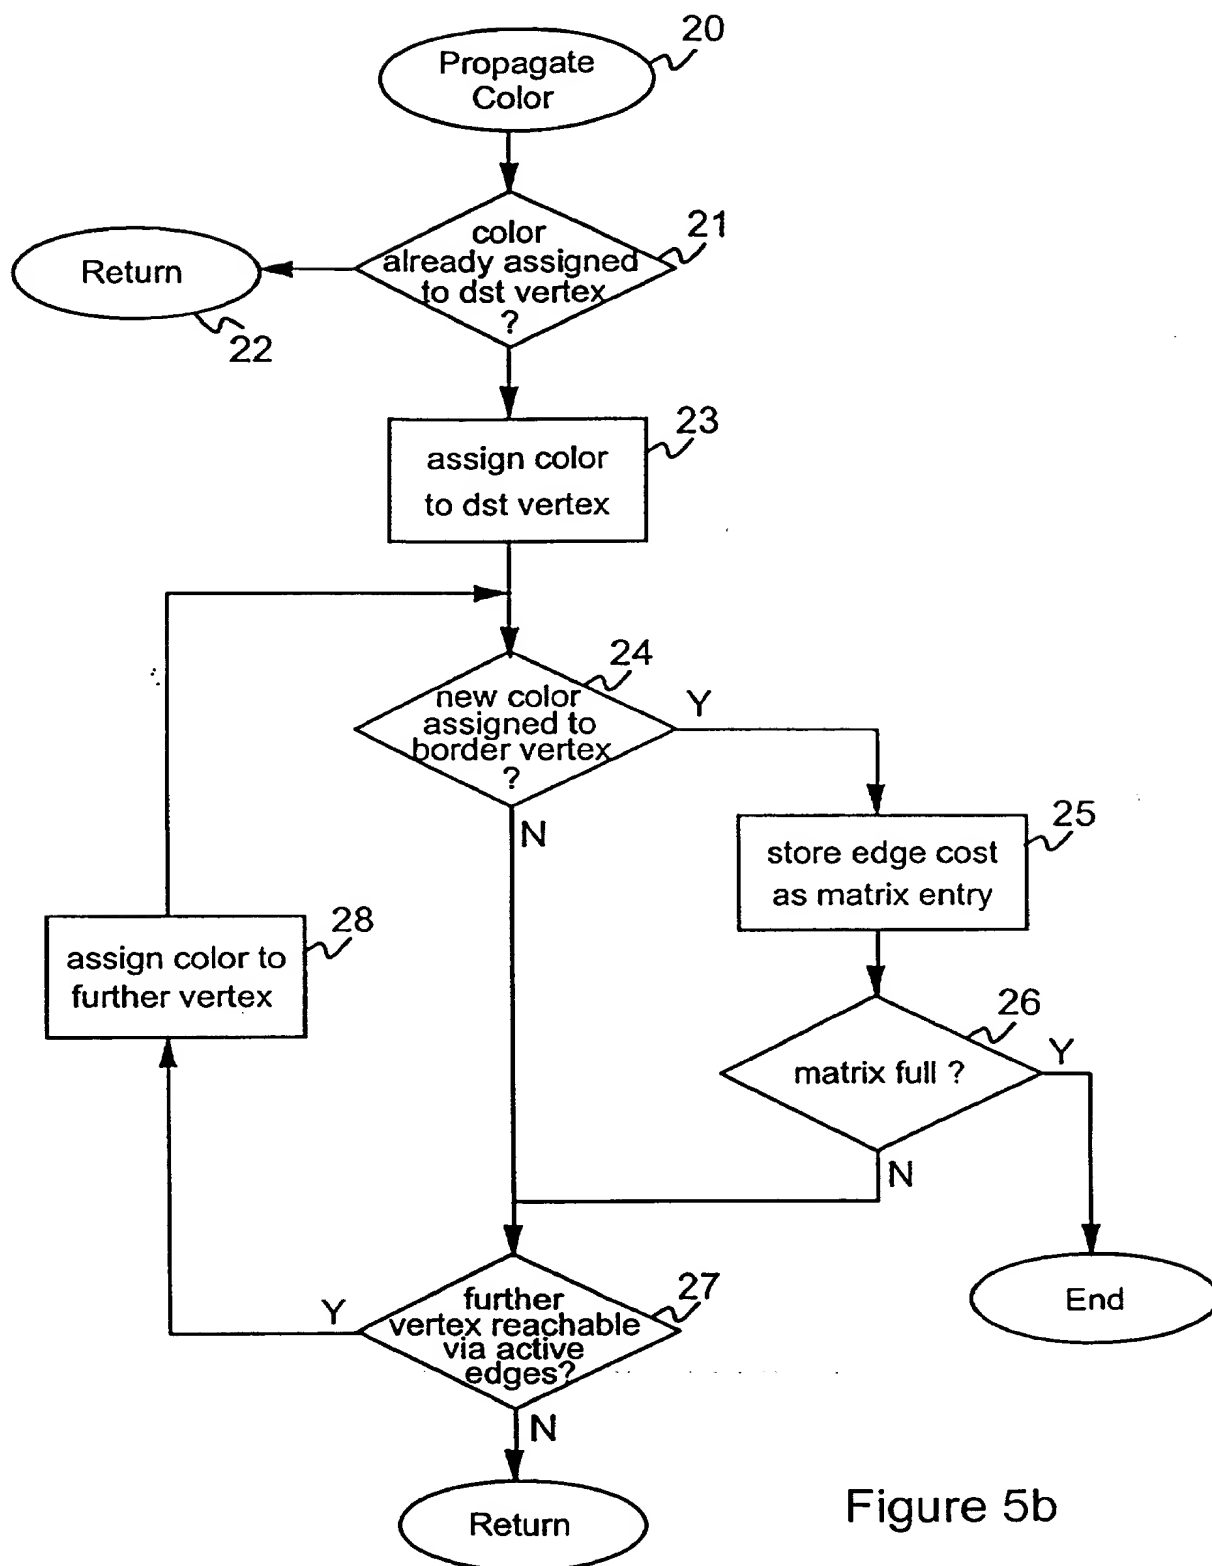 20
Propagate
Color
21
color
already assigned
to dst vertex
?
Return
22
23
assign color
to dst vertex
24
new color
assigned to
border vertex
?
Y
N
25
store edge cost
as matrix entry
28
assign color to
further vertex
26
matrix full ?
Y
N
27
further
vertex reachable
via active
edges?
Y
N
End
Return
Figure 5b